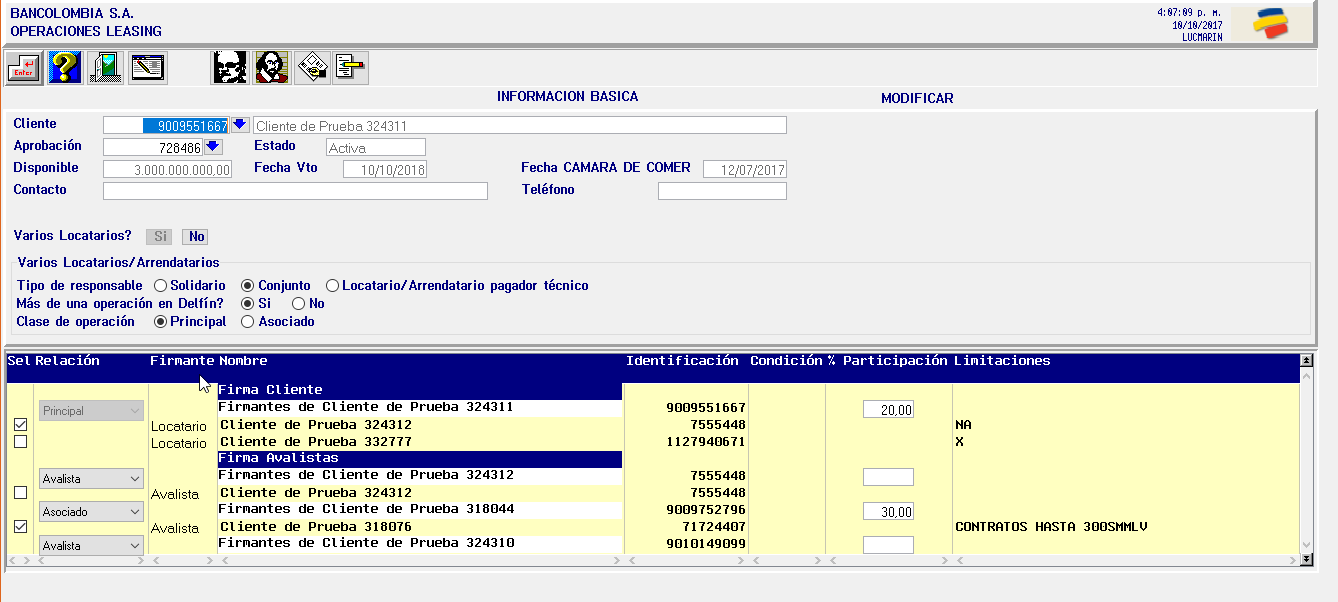 BANCOLOMBIA S.A.
OPERACIONES LEASING
4:07:09 p. m.
10/10/2017
LUCMARIN
Enter
INFORMACION BASICA MODIFICAR
Cliente 9009551667 Cliente de Prueba 324311
Aprobación 728486 Estado Activa
Disponible 3.000.000.000,00 Fecha Vto 10/10/2018 Fecha CAMARA DE COMER 12/07/2017
Contacto Teléfono
Varios Locatarios? Si No
Varios Locatarios/Arrendatarios
Tipo de responsable Solidario Conjunto Locatario/Arrendatario pagador técnico
Más de una operación en Delfín? Si No
Clase de operación Principal Asociado
Sel Relación Firmante Nombre Identificación Condición % Participación Limitaciones
Firma Cliente
Principal Firmantes de Cliente de Prueba 324311 9009551667 20,00
Locatario Cliente de Prueba 324312 7555448 NA
Locatario Cliente de Prueba 332777 1127940671 X
Firma Avalistas
Avalista Firmantes de Cliente de Prueba 324312 7555448
Avalista Cliente de Prueba 324312 7555448
Asociado Firmantes de Cliente de Prueba 318044 9009752796 30,00
Avalista Cliente de Prueba 318076 71724407 CONTRATOS HASTA 300SMMLV
Avalista Firmantes de Cliente de Prueba 324310 9010149099